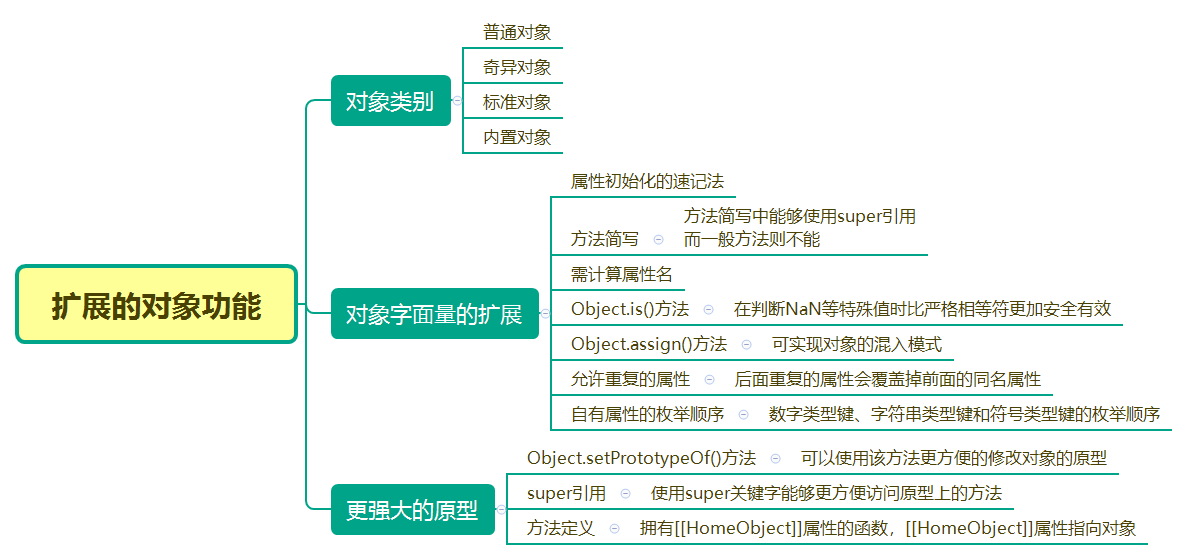 扩展的对象功能
对象类别
普通对象
奇异对象
标准对象
内置对象
对象字面量的扩展
属性初始化的速记法
方法简写
方法简写中能够使用super引用
而一般方法则不能
需计算属性名
Object.is()方法
在判断NaN等特殊值时比严格相等符更加安全有效
Object.assign()方法
可实现对象的混入模式
允许重复的属性
后面重复的属性会覆盖掉前面的同名属性
自有属性的枚举顺序
数字类型键、字符串类型键和符号类型键的枚举顺序
更强大的原型
Object.setPrototypeOf()方法
可以使用该方法更方便的修改对象的原型
super引用
使用super关键字能够更方便访问原型上的方法
方法定义
拥有[[HomeObject]]属性的函数，[[HomeObject]]属性指向对象